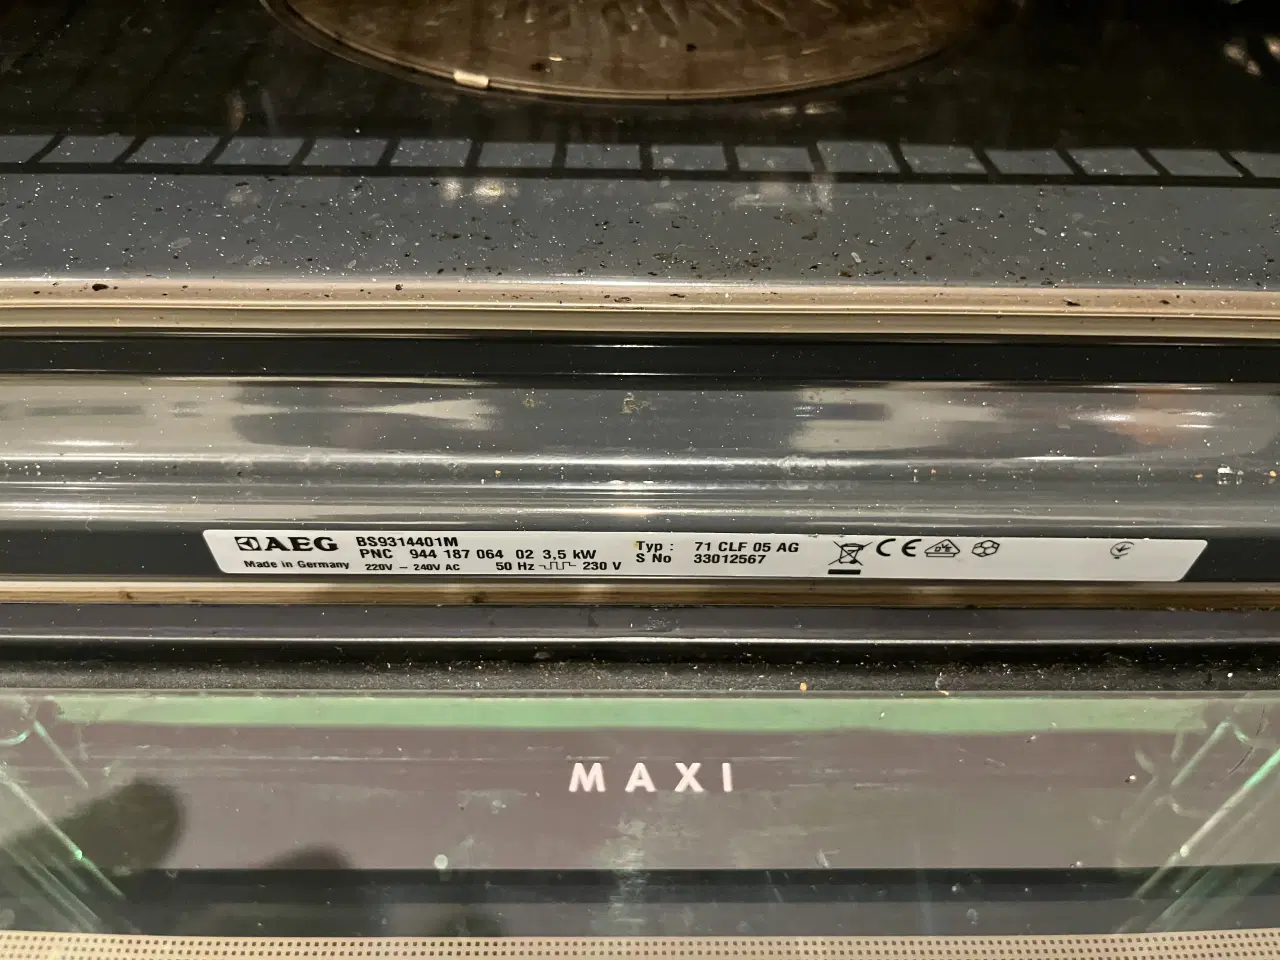 AEG BS9314401M
PNC 944 187 064 02 3.5 kW
Made in Germany 220V – 240V AC 50 Hz 230 V
Typ : 71 CLF 05 AG
S No 33012567
CE
MAXI